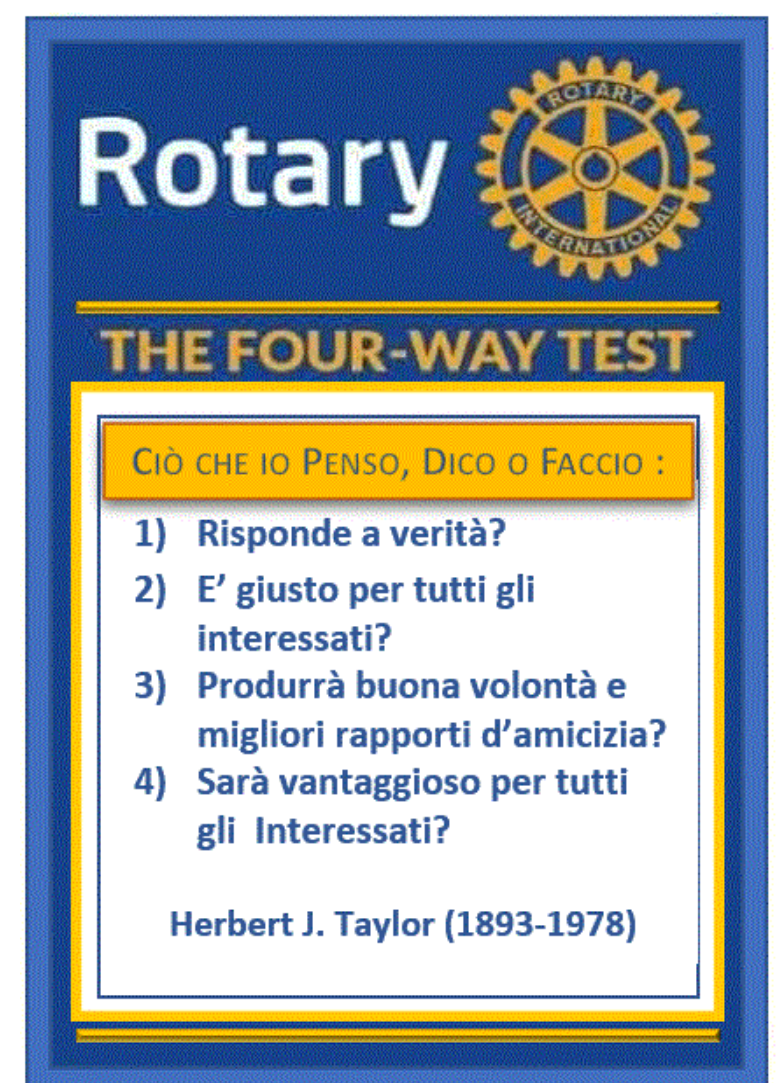 Rotary
ROTARY
INTERNATIONAL
THE FOUR-WAY TEST
CIÒ CHE IO PENSO, DICO O FACCIO :
1) Risponde a verità?
2) E’ giusto per tutti gli
interessati?
3) Produrrà buona volontà e
migliori rapporti d’amicizia?
4) Sarà vantaggioso per tutti
gli Interessati?
Herbert J. Taylor (1893-1978)